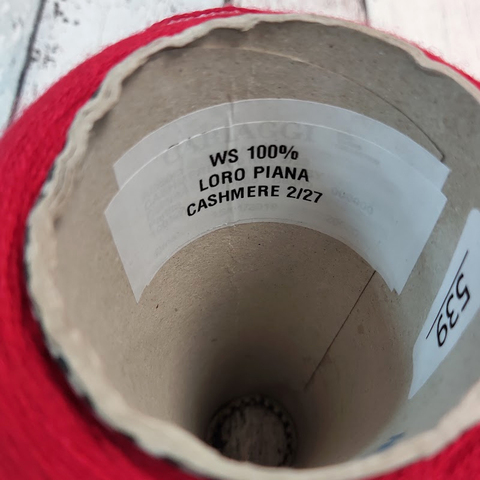 WS 100%
LORO PIANA
CASHMERE 2/27
539